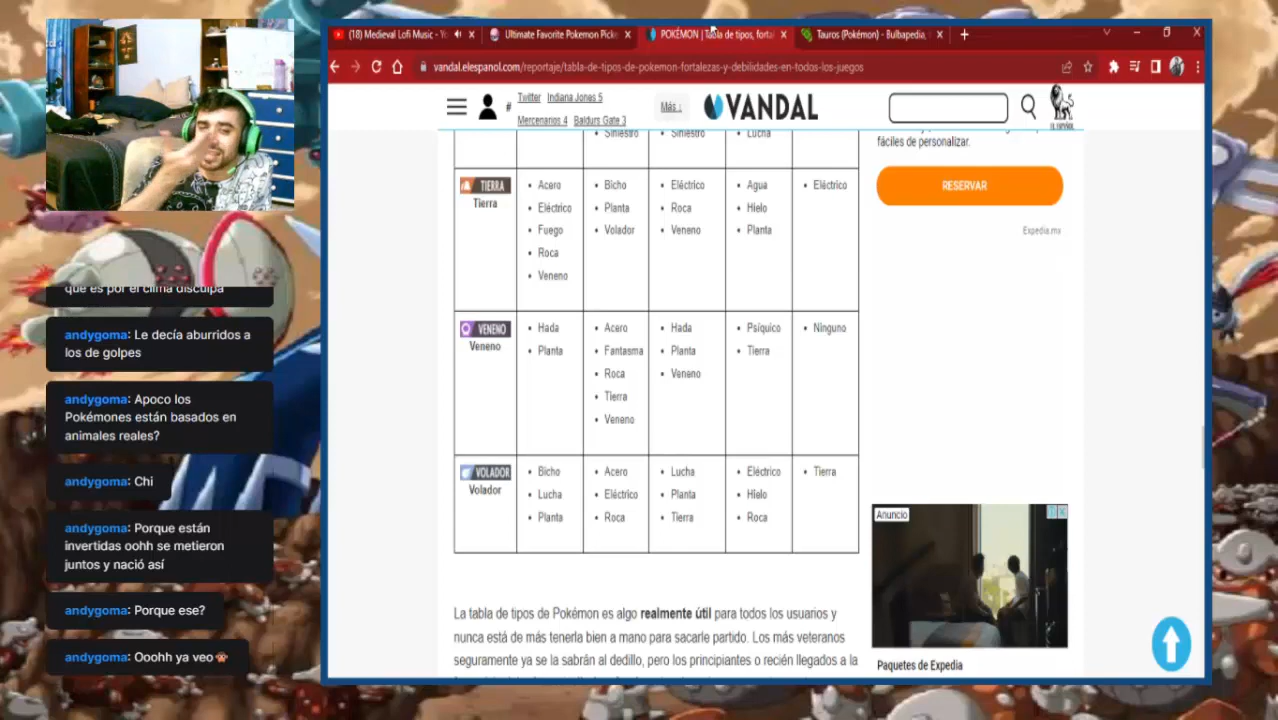 (18) Medieval Lofi Music - Yo
Ultimate Favorite Pokemon Picke
POKÉMON | Tabla de tipos, fortal
Tauros (Pokémon) - Bulbapedia,
vandal.elespanol.com/reportaje/tabla-de-tipos-de-pokemon-fortalezas-y-debilidades-en-todos-los-juegos
# Twitter Indiana Jones 5
Mercenarios 4 Baldurs Gate 3
Más ↓
VANDAL
EL ESPAÑOL
• Siniestro • Siniestro • Lucha
fáciles de personalizar.
RESERVAR
Expedia.mx
TIERRA • Acero • Bicho • Eléctrico • Agua • Eléctrico
Tierra • Eléctrico • Planta • Roca • Hielo
• Fuego • Volador • Veneno • Planta
• Roca
• Veneno
VENENO • Hada • Acero • Hada • Psíquico • Ninguno
Veneno • Planta • Fantasma • Planta • Tierra
• Roca • Veneno
• Tierra
• Veneno
VOLADOR • Bicho • Acero • Lucha • Eléctrico • Tierra
Volador • Lucha • Eléctrico • Planta • Hielo
• Planta • Roca • Tierra • Roca
Anuncio
Paquetes de Expedia
La tabla de tipos de Pokémon es algo realmente útil para todos los usuarios y
nunca está de más tenerla bien a mano para sacarle partido. Los más veteranos
seguramente ya se la sabrán al dedillo, pero los principiantes o recién llegados a la
que es por el clima disculpa
andygoma: Le decía aburridos a
los de golpes
andygoma: Apoco los
Pokémones están basados en
animales reales?
andygoma: Chi
andygoma: Porque están
invertidas oohh se metieron
juntos y nació así
andygoma: Porque ese?
andygoma: Ooohh ya veo🙊